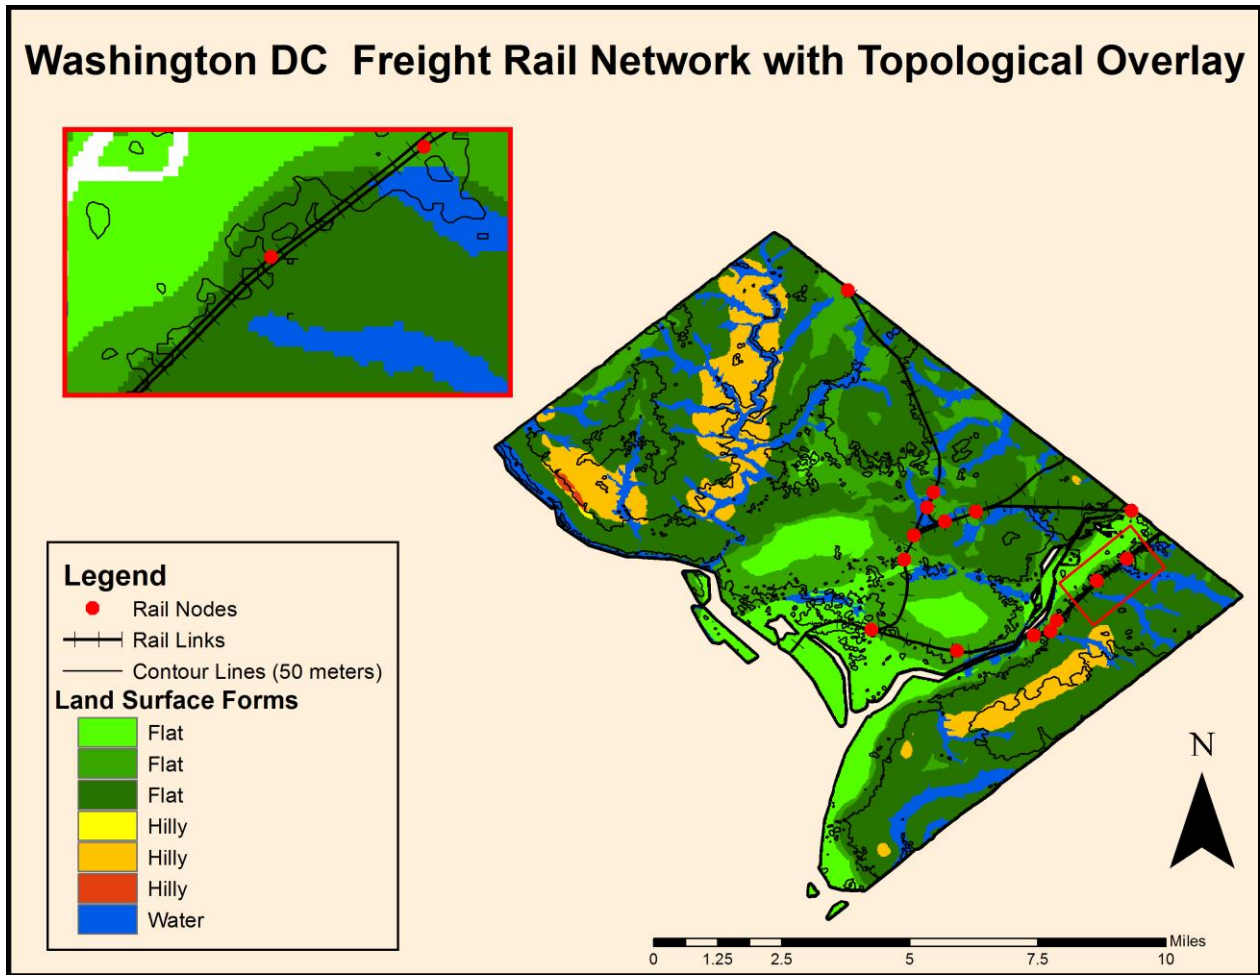 Washington DC  Freight Rail Network with Topological Overlay
Legend
Rail Nodes
Rail Links
Contour Lines (50 meters)
Land Surface Forms
Flat
Flat
Flat
Hilly
Hilly
Hilly
Water
N
Miles
0 1.25 2.5 5 7.5 10